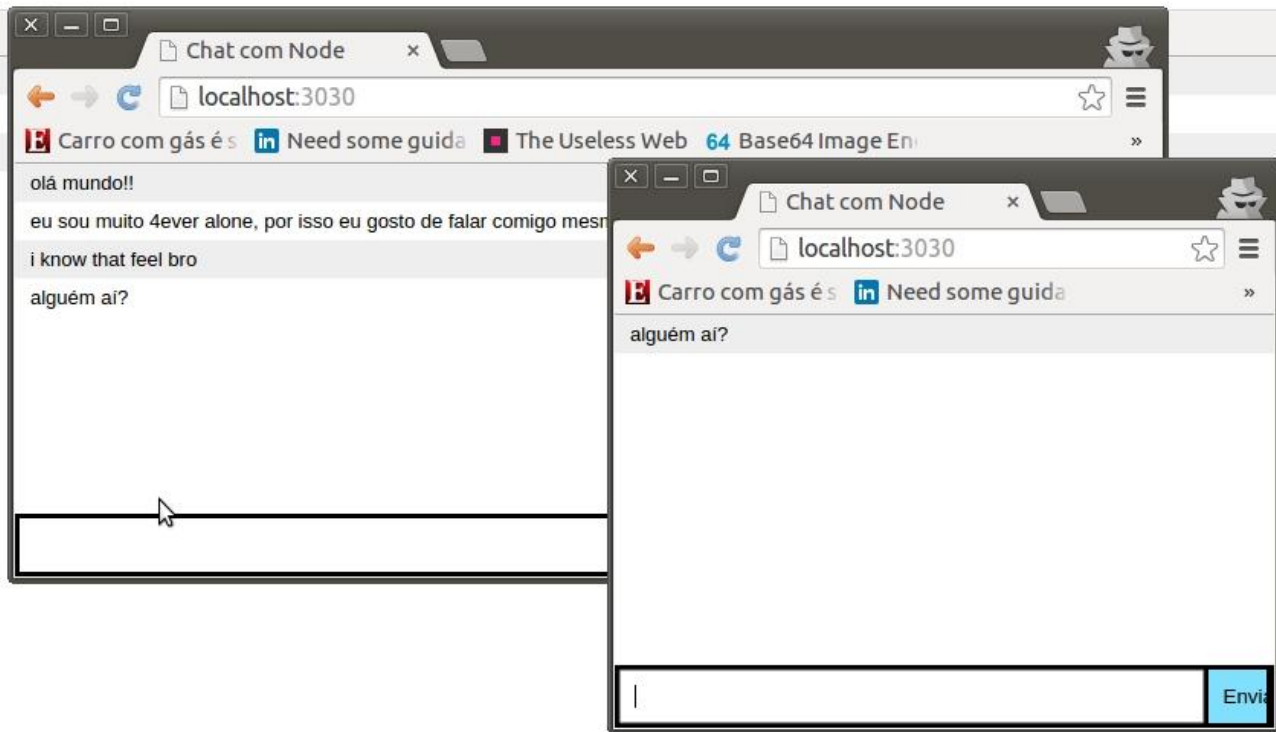 Chat com Node
localhost:3030
Carro com gás é s Need some guida The Useless Web 64 Base64 Image En
»
olá mundo!!
eu sou muito 4ever alone, por isso eu gosto de falar comigo mesm
i know that feel bro
alguém aí?
Chat com Node
localhost:3030
Carro com gás é s Need some guida
»
alguém aí?
Envia